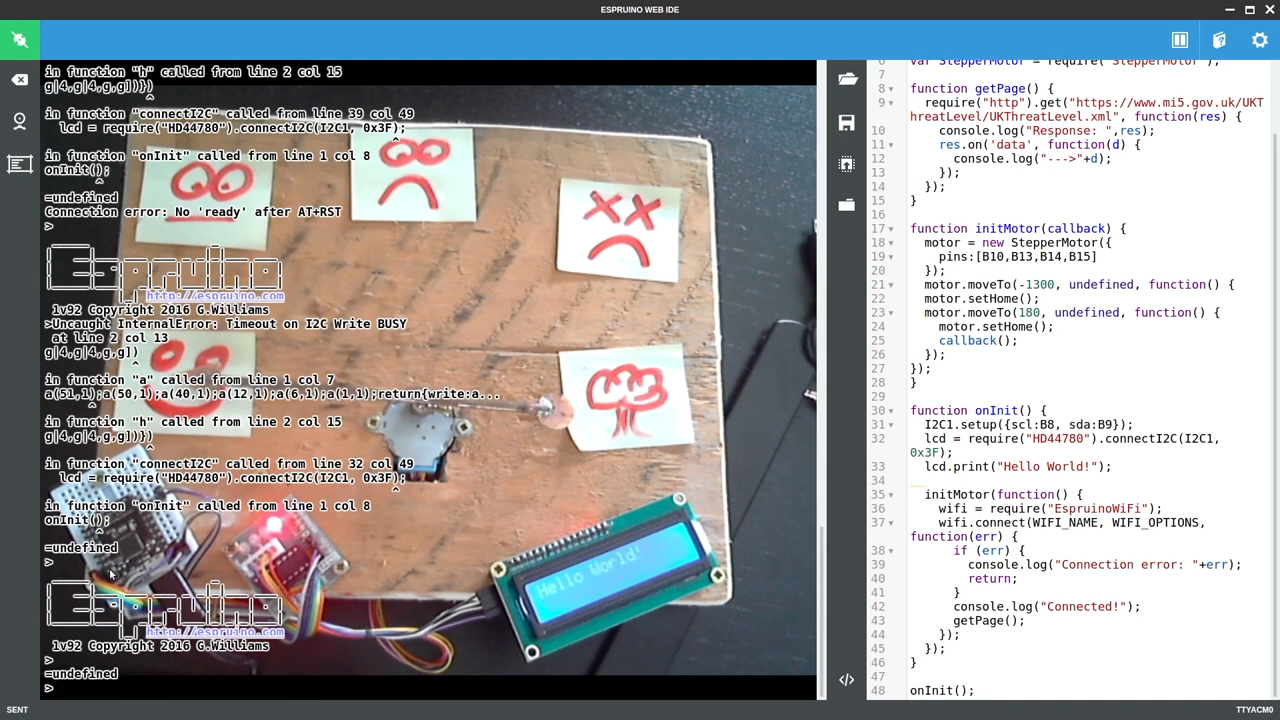 ESPRUINO WEB IDE
in function "h" called from line 2 col 15
g|4,g|4,g,g])})
^
in function "connectI2C" called from line 39 col 49
lcd = require("HD44780").connectI2C(I2C1, 0x3F);
^
in function "onInit" called from line 1 col 8
onInit();
^
=undefined
Connection error: No 'ready' after AT+RST
>
http://espruino.com
1v92 Copyright 2016 G.Williams
>Uncaught InternalError: Timeout on I2C Write BUSY
at line 2 col 13
g|4,g|4,g,g])
^
in function "a" called from line 1 col 7
a(51,1);a(50,1);a(40,1);a(12,1);a(6,1);a(1,1);return{write:a...
^
in function "h" called from line 2 col 15
g|4,g|4,g,g])})
^
in function "connectI2C" called from line 32 col 49
lcd = require("HD44780").connectI2C(I2C1, 0x3F);
^
in function "onInit" called from line 1 col 8
onInit();
^
=undefined
>
http://espruino.com
1v92 Copyright 2016 G.Williams
>
=undefined
>
Hello World!
6 var StepperMotor = require("StepperMotor");
7
8 function getPage() {
9 require("http").get("https://www.mi5.gov.uk/UKT
hreatLevel/UKThreatLevel.xml", function(res) {
10 console.log("Response: ",res);
11 res.on('data', function(d) {
12 console.log("--->"+d);
13 });
14 });
15 }
16
17 function initMotor(callback) {
18 motor = new StepperMotor({
19 pins:[B10,B13,B14,B15]
20 });
21 motor.moveTo(-1300, undefined, function() {
22 motor.setHome();
23 motor.moveTo(180, undefined, function() {
24 motor.setHome();
25 callback();
26 });
27 });
28 }
29
30 function onInit() {
31 I2C1.setup({scl:B8, sda:B9});
32 lcd = require("HD44780").connectI2C(I2C1,
0x3F);
33 lcd.print("Hello World!");
34
35 initMotor(function() {
36 wifi = require("EspruinoWiFi");
37 wifi.connect(WIFI_NAME, WIFI_OPTIONS,
function(err) {
38 if (err) {
39 console.log("Connection error: "+err);
40 return;
41 }
42 console.log("Connected!");
43 getPage();
44 });
45 });
46 }
47
48 onInit();
SENT
TTYACM0